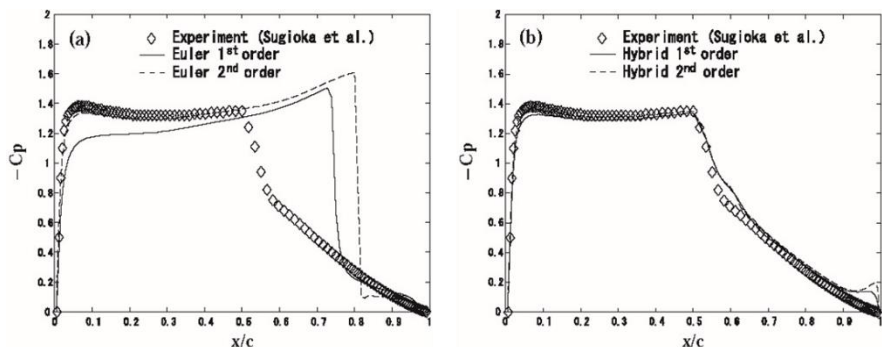 (a)
Experiment (Sugioka et al.)
Euler 1st order
Euler 2nd order
2
1.8
1.6
1.4
1.2
1
0.8
0.6
0.4
0.2
0
−Cp
0 0.1 0.2 0.3 0.4 0.5 0.6 0.7 0.8 0.9 1
x/c
(b)
Experiment (Sugioka et al.)
Hybrid 1st order
Hybrid 2nd order
2
1.8
1.6
1.4
1.2
1
0.8
0.6
0.4
0.2
0
−Cp
0 0.1 0.2 0.3 0.4 0.5 0.6 0.7 0.8 0.9 1
x/c